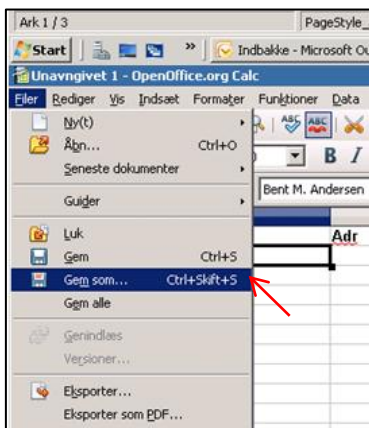 Ark 1 / 3 PageStyle_
Start » Indbakke - Microsoft Ou
Unavngivet 1 - OpenOffice.org Calc
Filer Rediger Vis Indsæt Formater Funktioner Data
Ny(t) ABC ABC
Åbn... Ctrl+O B I
Seneste dokumenter
Guider Bent M. Andersen
Luk Adr
Gem Ctrl+S
Gem som... Ctrl+Skift+S
Gem alle
Genindlæs
Versioner...
Eksporter...
Eksporter som PDF...